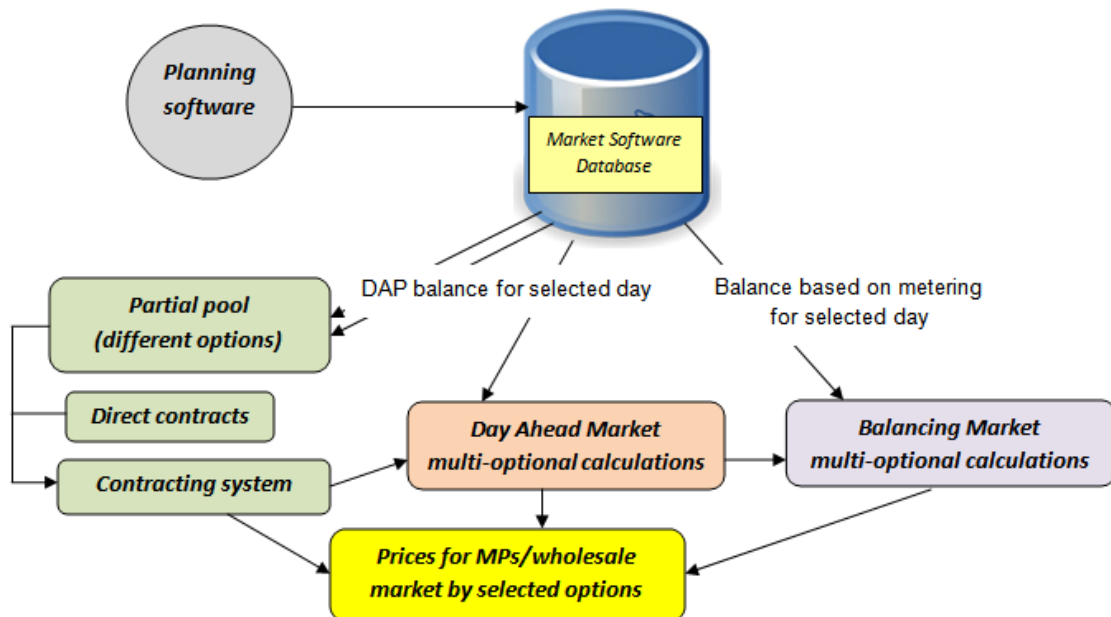 Planning
software
Market Software
Database
DAP balance for selected day
Balance based on metering
for selected day
Partial pool
(different options)
Direct contracts
Contracting system
Day Ahead Market
multi-optional calculations
Balancing Market
multi-optional calculations
Prices for MPs/wholesale
market by selected options